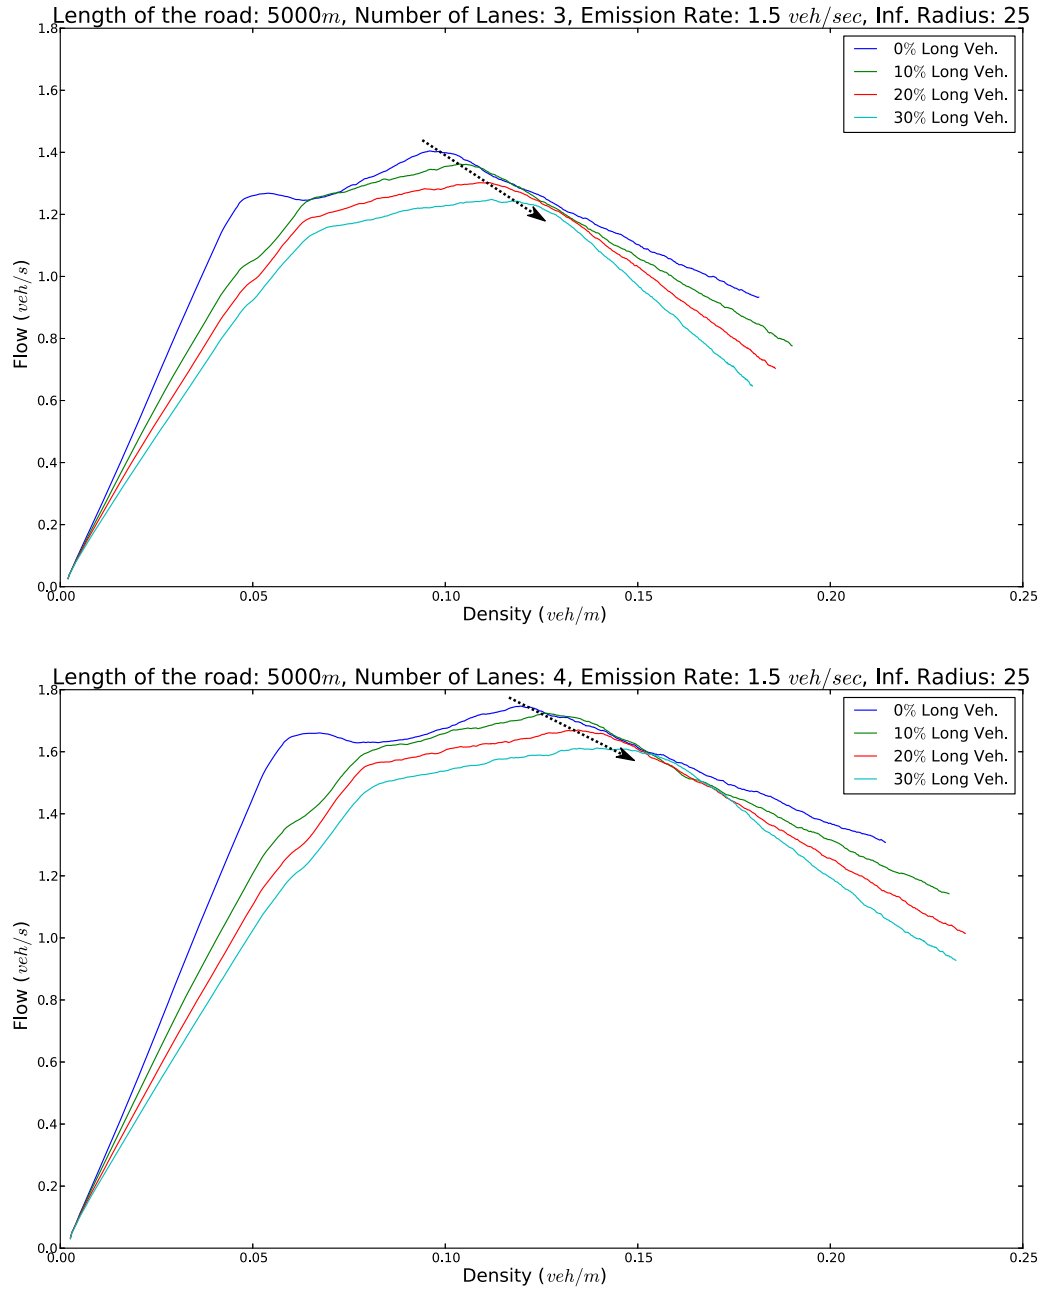 Length of the road: 5000m, Number of Lanes: 3, Emission Rate: 1.5 veh/sec, Inf. Radius: 25
1.8
1.6
1.4
1.2
1.0
0.8
0.6
0.4
0.2
0.0
Flow (veh/s)
0% Long Veh.
10% Long Veh.
20% Long Veh.
30% Long Veh.
0.00 0.05 0.10 0.15 0.20 0.25
Density (veh/m)
Length of the road: 5000m, Number of Lanes: 4, Emission Rate: 1.5 veh/sec, Inf. Radius: 25
1.8
1.6
1.4
1.2
1.0
0.8
0.6
0.4
0.2
0.0
Flow (veh/s)
0% Long Veh.
10% Long Veh.
20% Long Veh.
30% Long Veh.
0.00 0.05 0.10 0.15 0.20 0.25
Density (veh/m)